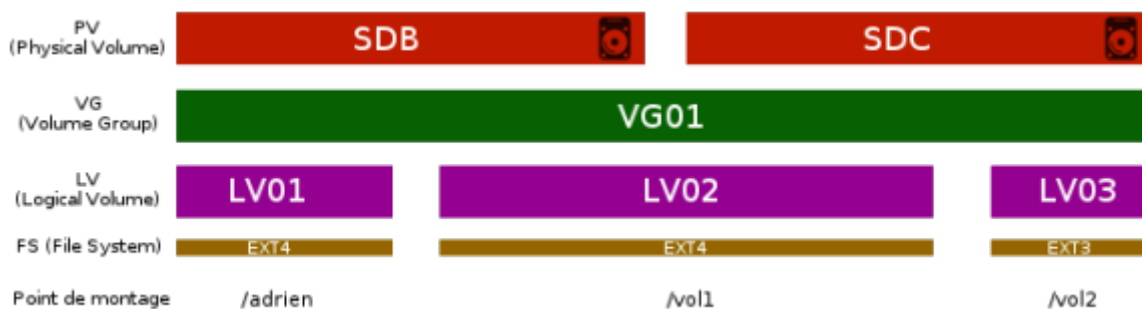 PV
(Physical Volume)
SDB
SDC
VG
(Volume Group)
VG01
LV
(Logical Volume)
LV01
LV02
LV03
FS (File System)
EXT4
EXT4
EXT3
Point de montage
/adrien
/vol1
/vol2